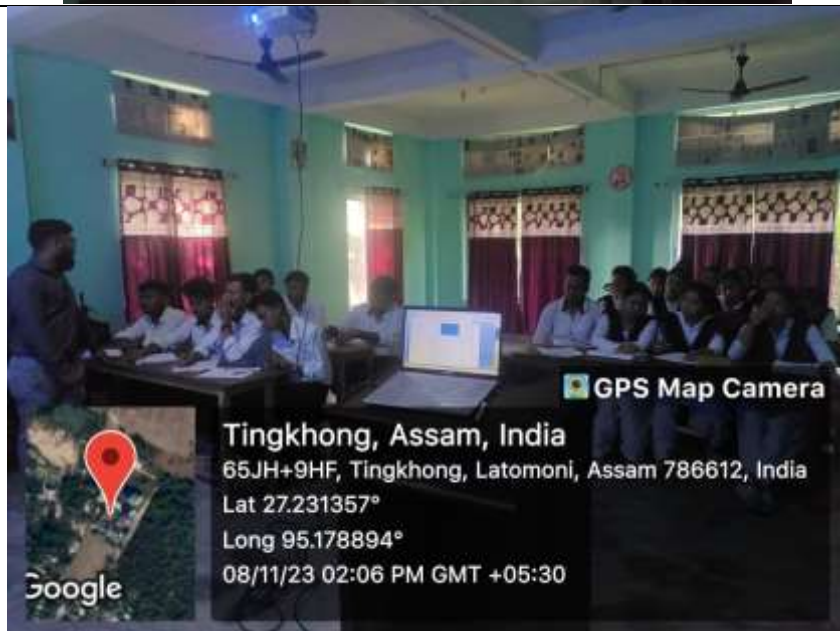 GPS Map Camera
Tingkhong, Assam, India
65JH+9HF, Tingkhong, Latomoni, Assam 786612, India
Lat 27.231357°
Long 95.178894°
08/11/23 02:06 PM GMT +05:30
Google